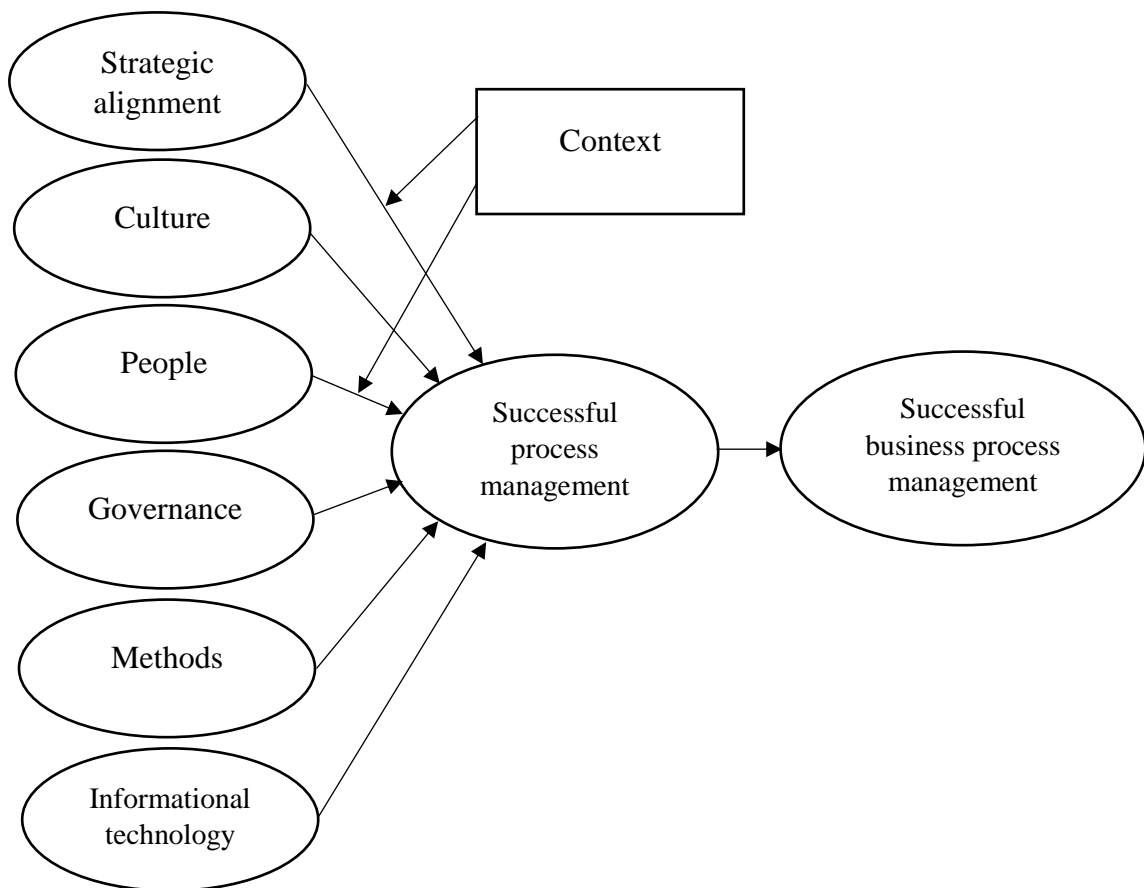 Strategic
alignment
Context
Culture
People
Successful
process
management
Successful
business process
management
Governance
Methods
Informational
technology